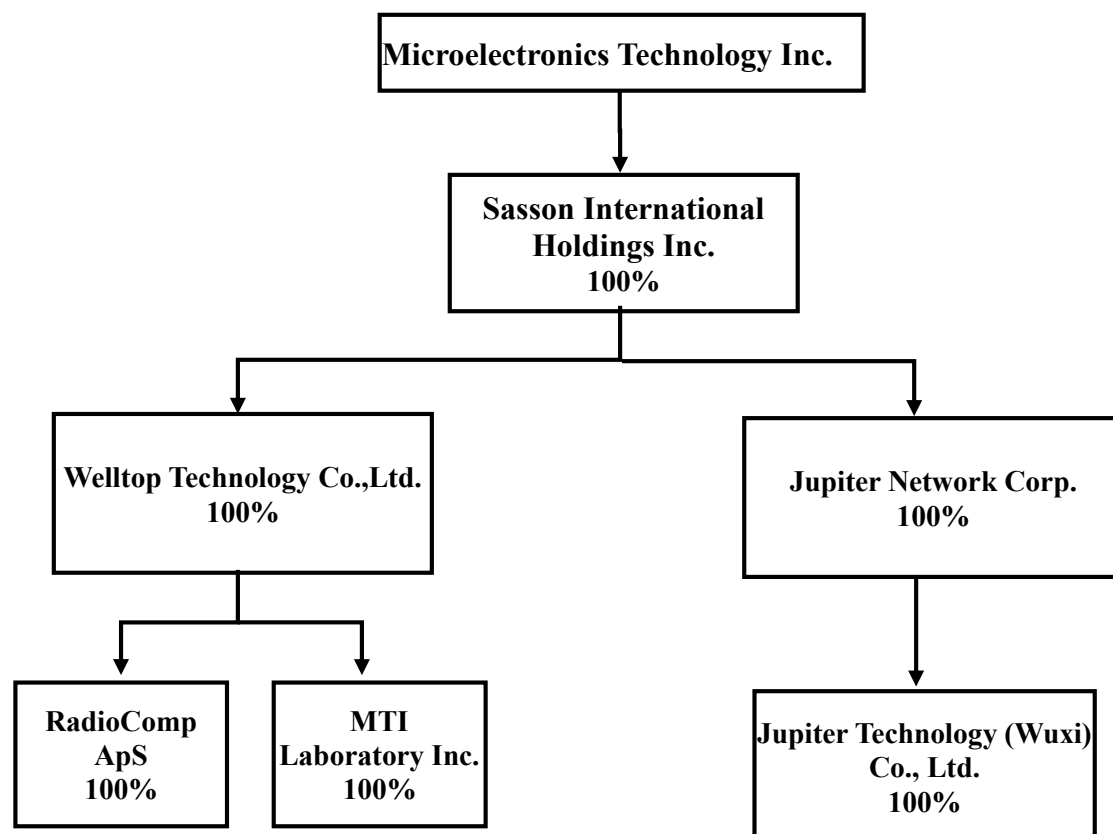 Microelectronics Technology Inc.
Sasson International
Holdings Inc.
100%
Welltop Technology Co.,Ltd.
100%
Jupiter Network Corp.
100%
RadioComp
ApS
100%
MTI
Laboratory Inc.
100%
Jupiter Technology (Wuxi)
Co., Ltd.
100%